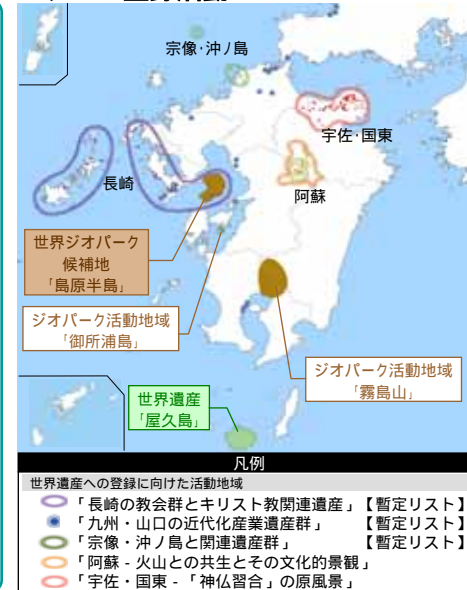 宗像・沖ノ島
宇佐・国東
長崎
阿蘇
世界ジオパーク
候補地
「島原半島」
ジオパーク活動地域
「御所浦島」
ジオパーク活動地域
「霧島山」
世界遺産
「屋久島」
凡例
世界遺産への登録に向けた活動地域
「長崎の教会群とキリスト教関連遺産」【暫定リスト】
「九州・山口の近代化産業遺産群」 【暫定リスト】
「宗像・沖ノ島と関連遺産群」 【暫定リスト】
「阿蘇 - 火山との共生とその文化的景観」
「宇佐・国東 - 「神仏習合」の原風景」